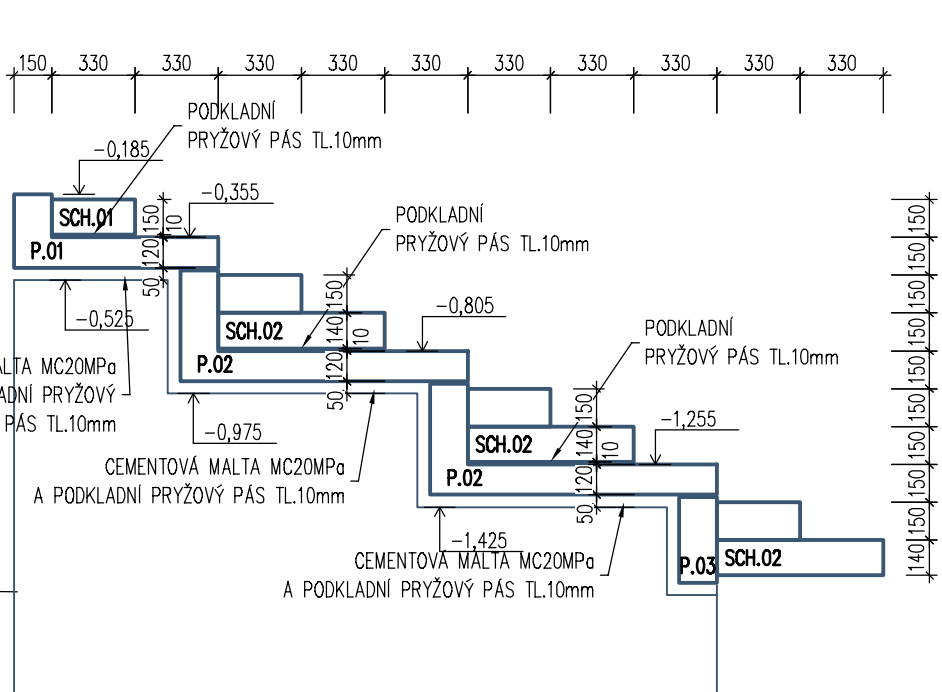 150 330 330 330 330 330 330 330 330 330 330
PODKLADNÍ
PRYŽOVÝ PÁS TL.10mm
-0,185
-0,355
SCH.01
150
10
P.01
120
50
-0,525
PODKLADNÍ
PRYŽOVÝ PÁS TL.10mm
150
-0,805
SCH.02
140
10
P.02
120
50
MALTA MC20MPa
PRYŽOVÝ
PÁS TL.10mm
-0,975
CEMENTOVÁ MALTA MC20MPa
A PODKLADNÍ PRYŽOVÝ PÁS TL.10mm
PODKLADNÍ
PRYŽOVÝ PÁS TL.10mm
150
-1,255
SCH.02
140
10
P.02
120
50
-1,425
CEMENTOVÁ MALTA MC20MPa
A PODKLADNÍ PRYŽOVÝ PÁS TL.10mm
P.03
SCH.02
150
150
150
150
150
150
150
150
150
140